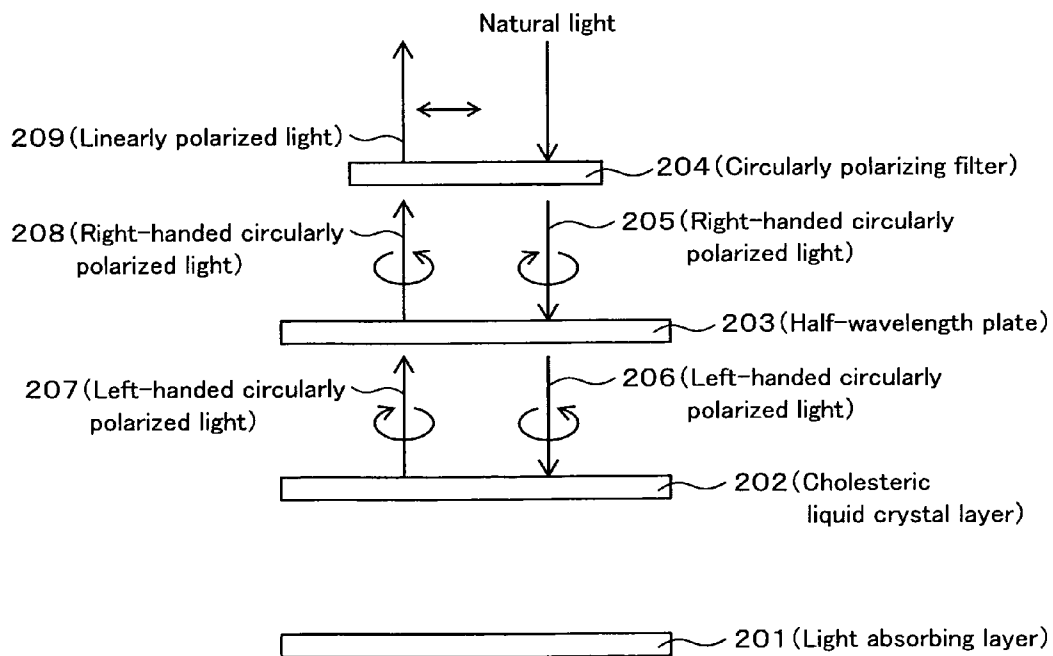 Natural light
209 (Linearly polarized light)
204 (Circularly polarizing filter)
208 (Right-handed circularly
polarized light)
205 (Right-handed circularly
polarized light)
203 (Half-wavelength plate)
207 (Left-handed circularly
polarized light)
206 (Left-handed circularly
polarized light)
202 (Cholesteric
liquid crystal layer)
201 (Light absorbing layer)